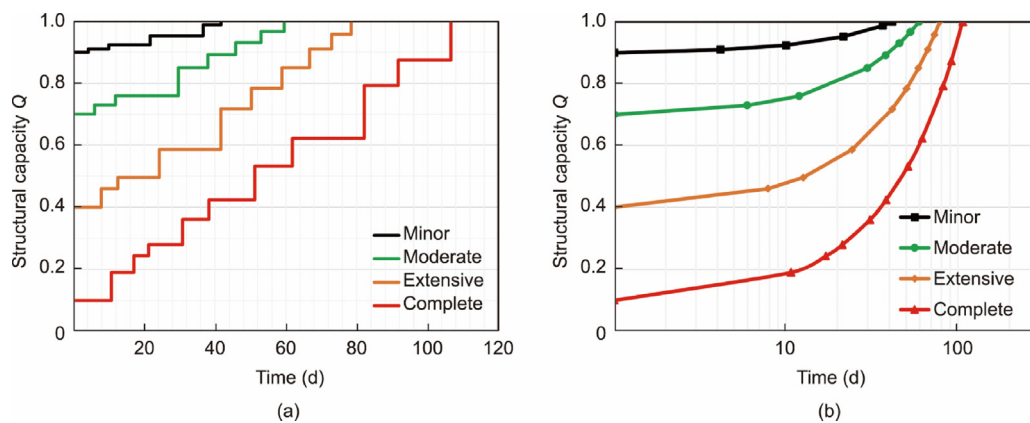 1.0
0.8
0.6
0.4
0.2
0
Structural capacity Q
Minor
Moderate
Extensive
Complete
20 40 60 80 100 120
Time (d)
(a)
1.0
0.8
0.6
0.4
0.2
0
Structural capacity Q
Minor
Moderate
Extensive
Complete
10 100
Time (d)
(b)